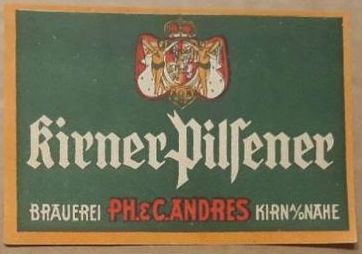 Kirner Pilſener
BRAUEREI PH. & C. ANDRES KIRN A/D NAHE